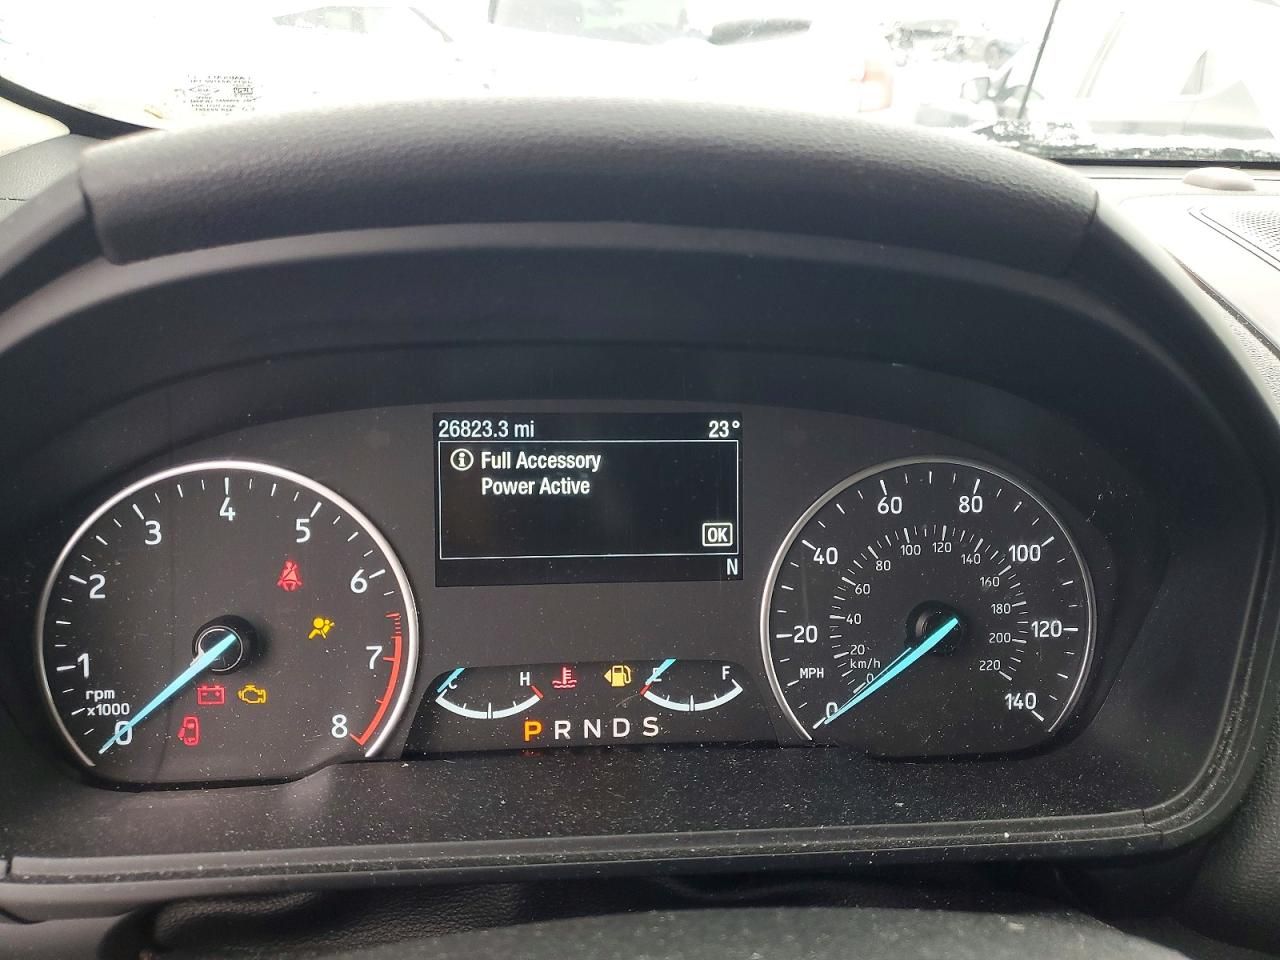 26823.3 mi 23°
Full Accessory
Power Active
OK
N
0 1 2 3 4 5 6 7 8
rpm
x1000
C H
E F
P R N D S
0 20 40 60 80 100 120 140
MPH
0 20 40 60 80 100 120 140 160 180 200 220
km/h